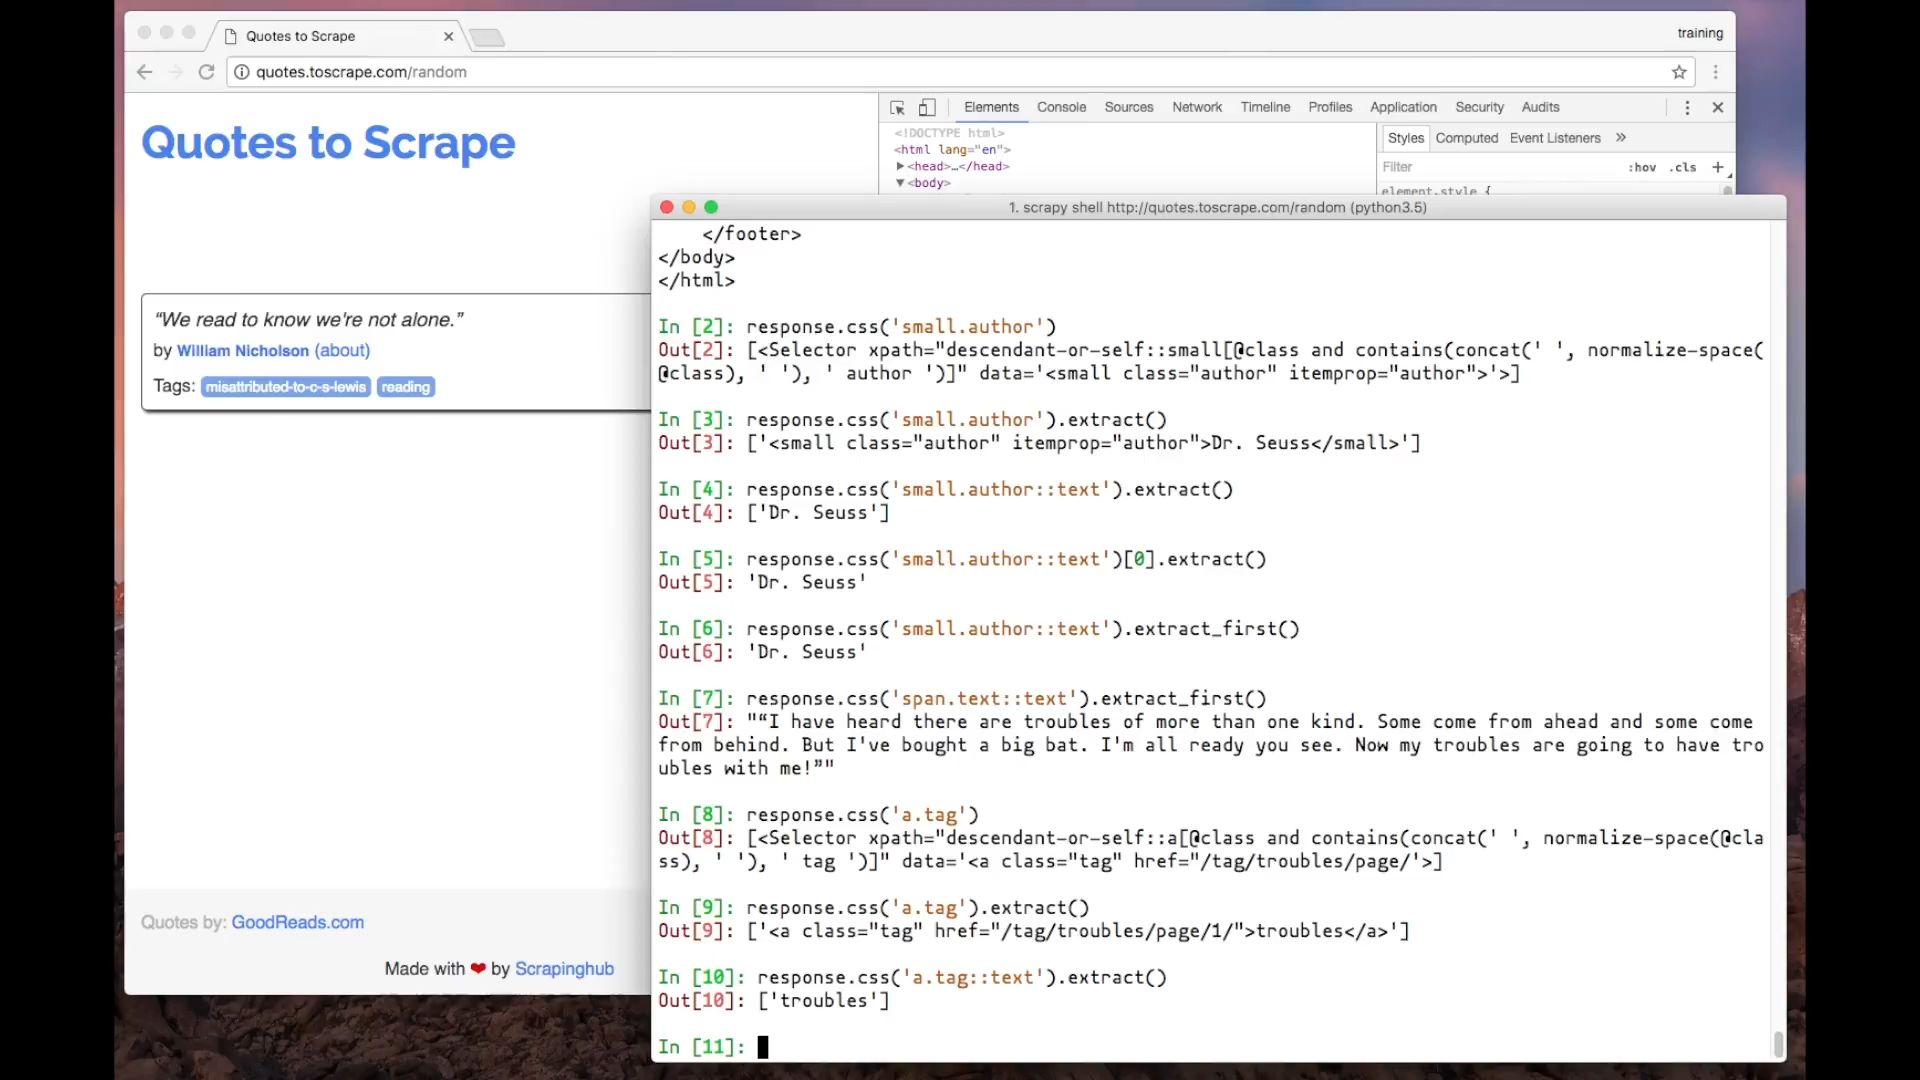 Quotes to Scrape
training
quotes.toscrape.com/random
Elements Console Sources Network Timeline Profiles Application Security Audits
<!DOCTYPE html>
<html lang="en">
▶<head>…</head>
▼<body>
Styles Computed Event Listeners »
Filter :hov .cls +
element.style {
Quotes to Scrape
“We read to know we're not alone.”
by William Nicholson (about)
Tags: misattributed-to-c-s-lewis reading
Quotes by: GoodReads.com
Made with ❤ by Scrapinghub
1. scrapy shell http://quotes.toscrape.com/random (python3.5)
</footer>
</body>
</html>
In [2]: response.css('small.author')
Out[2]: [<Selector xpath="descendant-or-self::small[@class and contains(concat(' ', normalize-space(
@class), ' '), ' author ')]" data='<small class="author" itemprop="author">'>]
In [3]: response.css('small.author').extract()
Out[3]: ['<small class="author" itemprop="author">Dr. Seuss</small>']
In [4]: response.css('small.author::text').extract()
Out[4]: ['Dr. Seuss']
In [5]: response.css('small.author::text')[0].extract()
Out[5]: 'Dr. Seuss'
In [6]: response.css('small.author::text').extract_first()
Out[6]: 'Dr. Seuss'
In [7]: response.css('span.text::text').extract_first()
Out[7]: "“I have heard there are troubles of more than one kind. Some come from ahead and some come
from behind. But I've bought a big bat. I'm all ready you see. Now my troubles are going to have tro
ubles with me!”"
In [8]: response.css('a.tag')
Out[8]: [<Selector xpath="descendant-or-self::a[@class and contains(concat(' ', normalize-space(@cla
ss), ' '), ' tag ')]" data='<a class="tag" href="/tag/troubles/page/'>]
In [9]: response.css('a.tag').extract()
Out[9]: ['<a class="tag" href="/tag/troubles/page/1/">troubles</a>']
In [10]: response.css('a.tag::text').extract()
Out[10]: ['troubles']
In [11]: